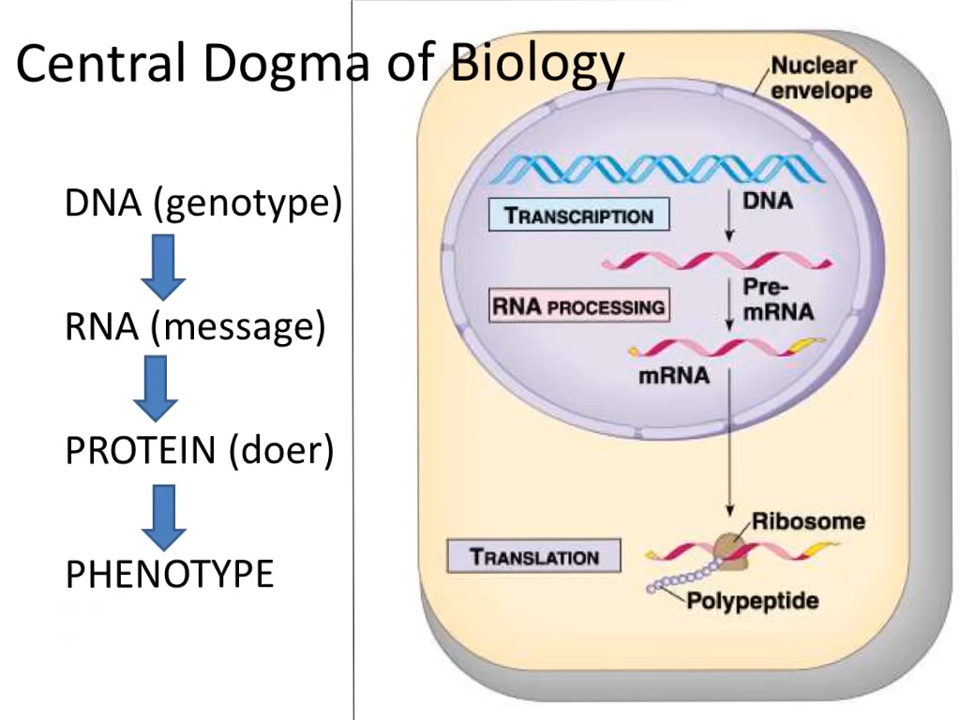 Central Dogma of Biology
DNA (genotype)
RNA (message)
PROTEIN (doer)
PHENOTYPE
Nuclear
envelope
DNA
TRANSCRIPTION
Pre-
mRNA
RNA PROCESSING
mRNA
Ribosome
TRANSLATION
Polypeptide